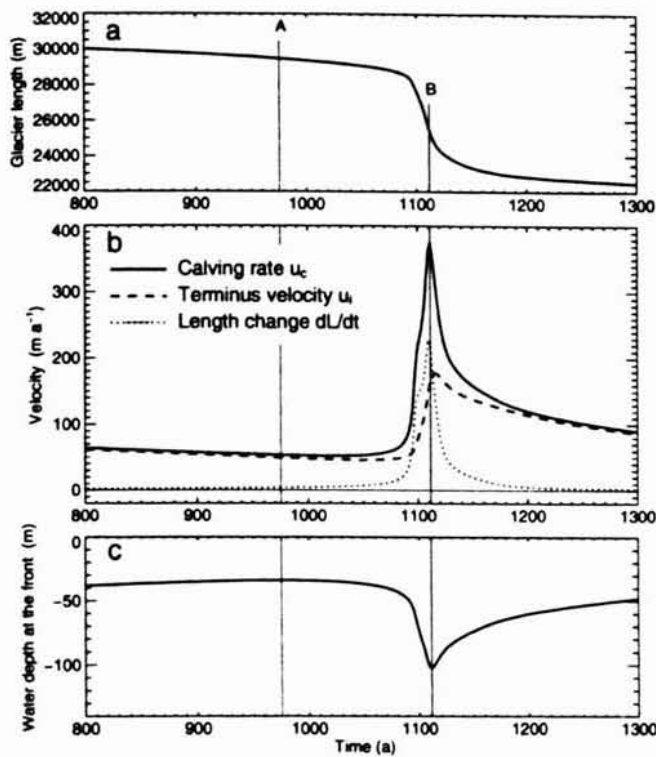 a
A
B
Glacier length (m)
32000
30000
28000
26000
24000
22000
800 900 1000 1100 1200 1300
b
Calving rate u_c
Terminus velocity u_i
Length change dL/dt
Velocity (m a⁻¹)
400
300
200
100
0
800 900 1000 1100 1200 1300
c
Water depth at the front (m)
0
-50
-100
800 900 1000 1100 1200 1300
Time (a)